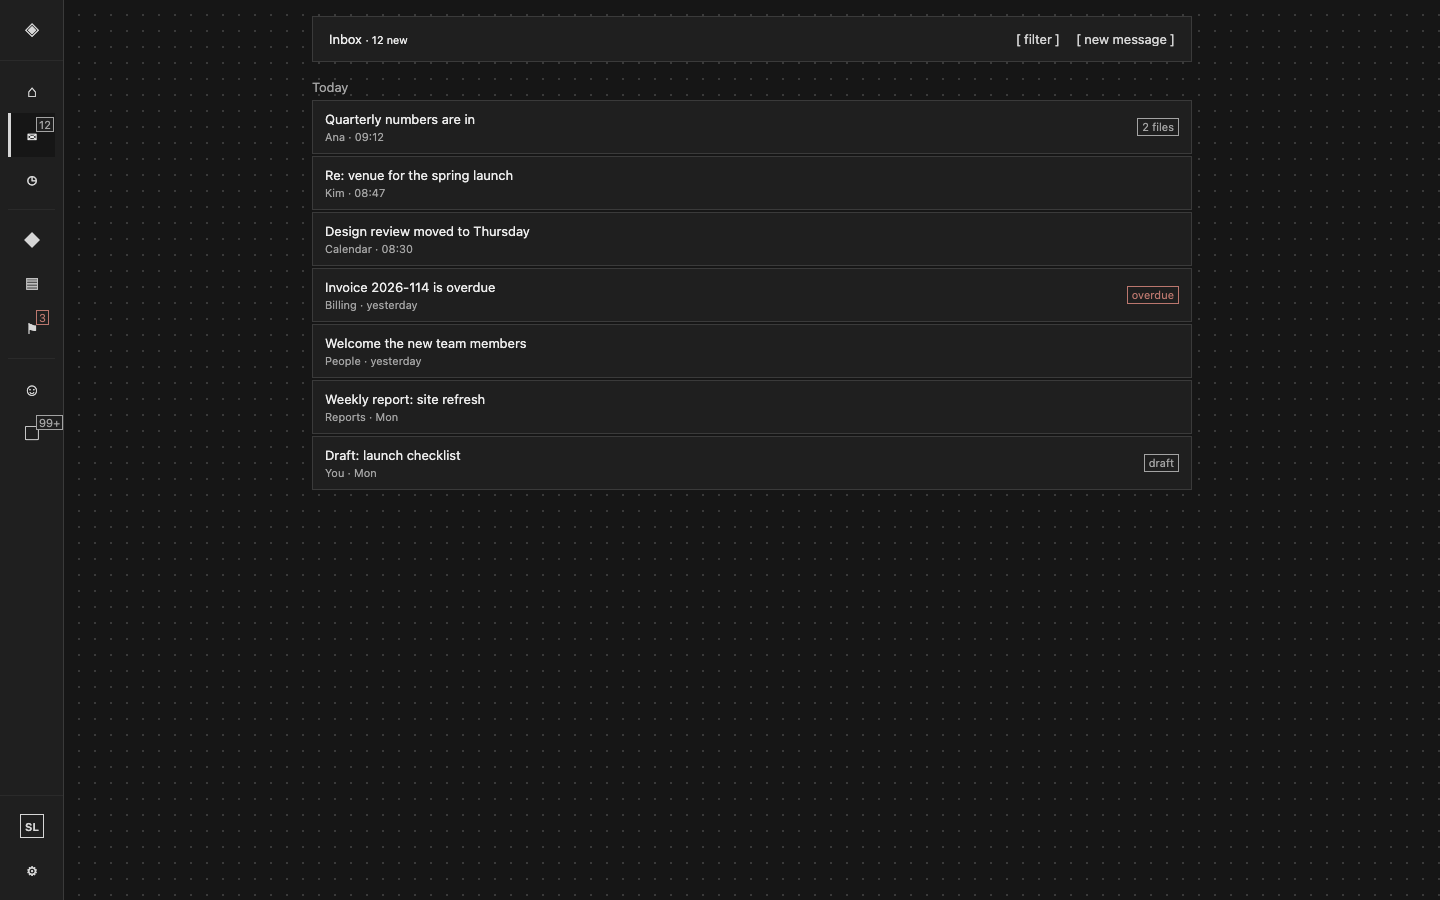 Inbox · 12 new
[ filter ] [ new message ]
12
3
99+
SL
Today
Quarterly numbers are in
Ana · 09:12
2 files
Re: venue for the spring launch
Kim · 08:47
Design review moved to Thursday
Calendar · 08:30
Invoice 2026-114 is overdue
Billing · yesterday
overdue
Welcome the new team members
People · yesterday
Weekly report: site refresh
Reports · Mon
Draft: launch checklist
You · Mon
draft